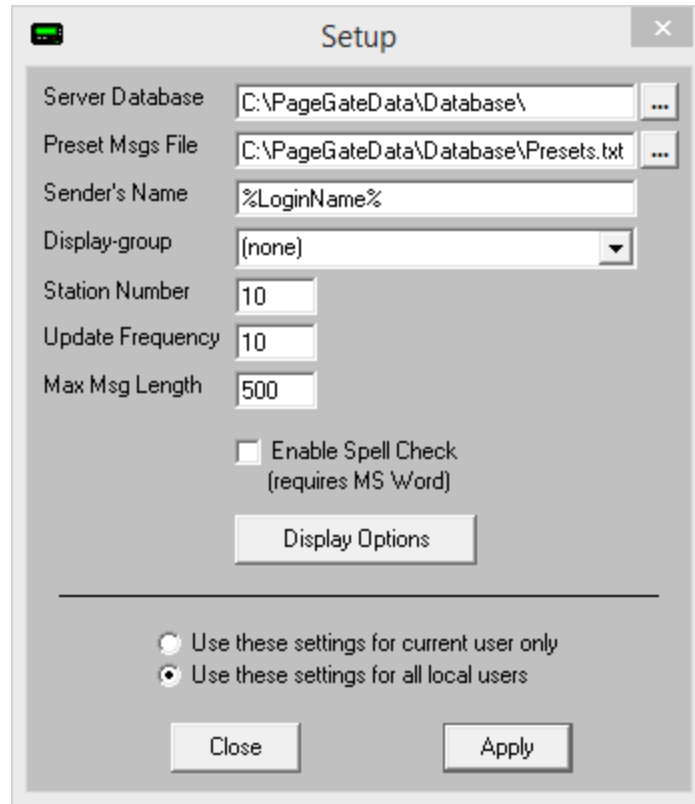 Setup
Server Database C:\PageGateData\Database\ ...
Preset Msgs File C:\PageGateData\Database\Presets.txt ...
Sender's Name %LoginName%
Display-group (none)
Station Number 10
Update Frequency 10
Max Msg Length 500
Enable Spell Check
(requires MS Word)
Display Options
Use these settings for current user only
Use these settings for all local users
Close Apply